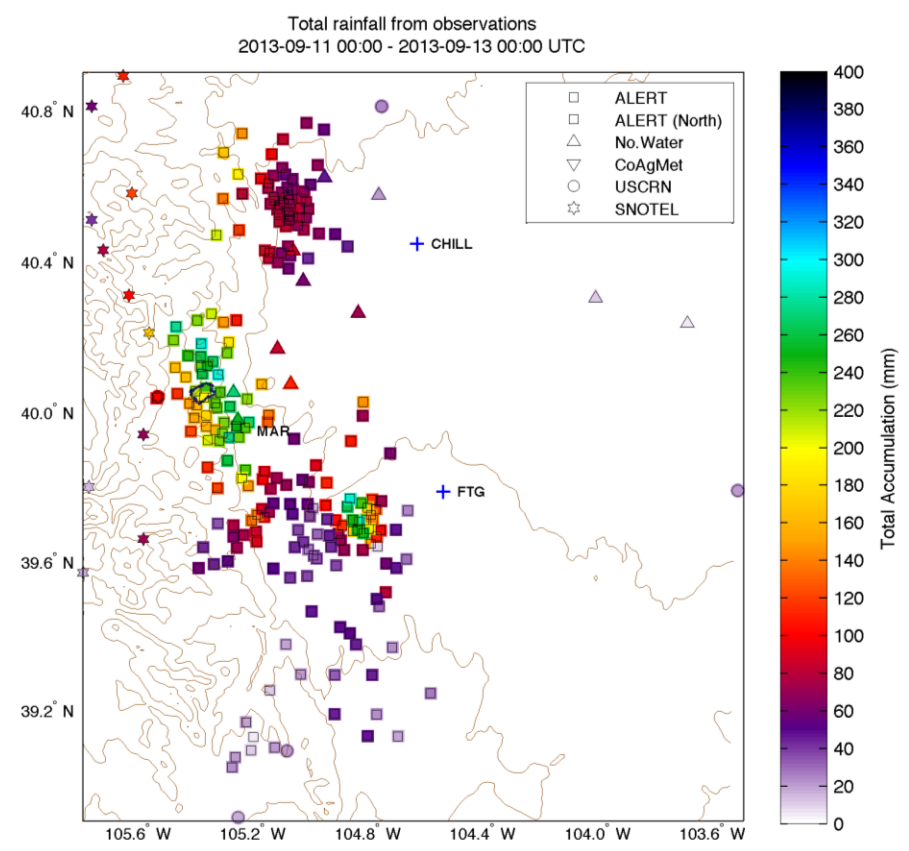 Total rainfall from observations
2013-09-11 00:00 - 2013-09-13 00:00 UTC
ALERT
ALERT (North)
No.Water
CoAgMet
USCRN
SNOTEL
40.8° N
40.4° N
40.0° N
39.6° N
39.2° N
CHILL
MAR
FTG
105.6° W
105.2° W
104.8° W
104.4° W
104.0° W
103.6° W
400
380
360
340
320
300
280
260
240
220
200
180
160
140
120
100
80
60
40
20
0
Total Accumulation (mm)